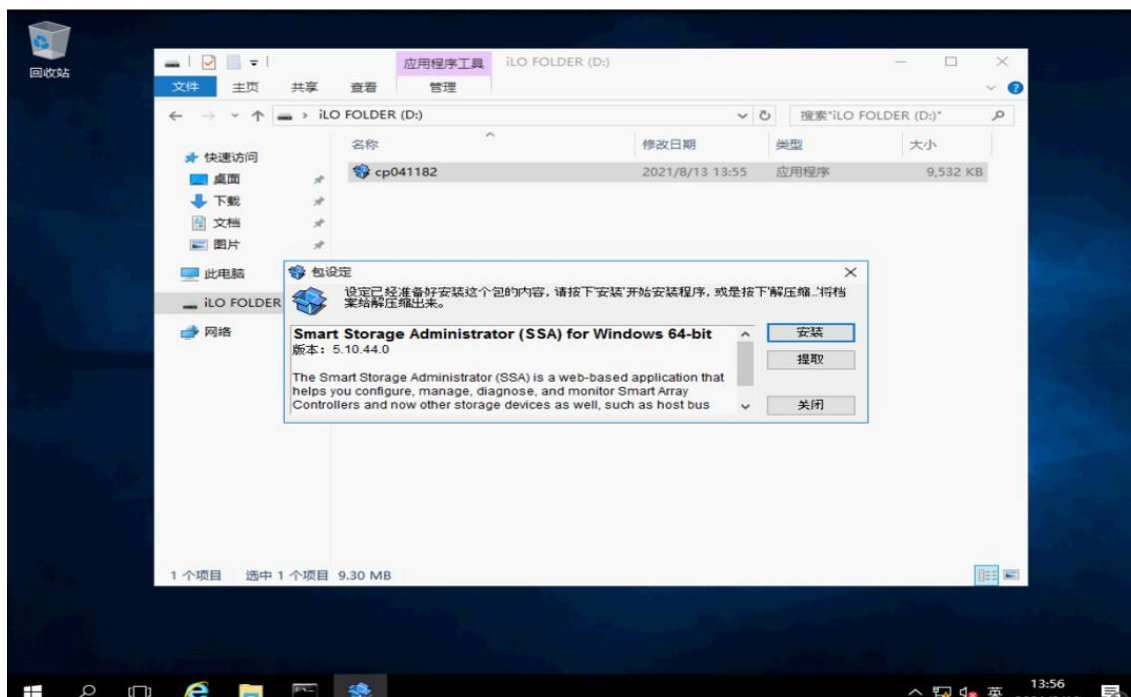 回收站
应用程序工具 iLO FOLDER (D:)
文件 主页 共享 查看 管理
iLO FOLDER (D:) 搜索"iLO FOLDER (D:)"
名称 修改日期 类型 大小
快速访问
cp041182 2021/8/13 13:55 应用程序 9,532 KB
桌面
下载
文档
图片
此电脑
iLO FOLDER
网络
包设定
设定已经准备好安装这个包的内容，请按下'安装'开始安装程序，或是按下'解压缩..'将档
案给解压缩出来。
Smart Storage Administrator (SSA) for Windows 64-bit
版本： 5.10.44.0
The Smart Storage Administrator (SSA) is a web-based application that
helps you configure, manage, diagnose, and monitor Smart Array
Controllers and now other storage devices as well, such as host bus
安装
提取
关闭
1 个项目 选中 1 个项目 9.30 MB
英 13:56